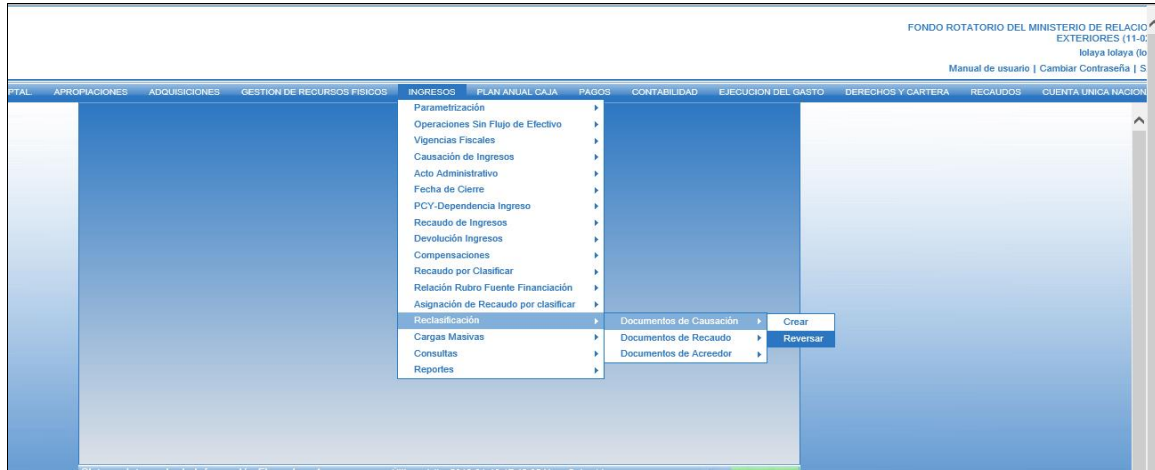 FONDO ROTATORIO DEL MINISTERIO DE RELACIO
EXTERIORES (11-0
lolaya lolaya (lo
Manual de usuario | Cambiar Contraseña | S
PTAL. APROPIACIONES ADQUISICIONES GESTION DE RECURSOS FISICOS INGRESOS PLAN ANUAL CAJA PAGOS CONTABILIDAD EJECUCION DEL GASTO DERECHOS Y CARTERA RECAUDOS CUENTA UNICA NACION
Parametrización
Operaciones Sin Flujo de Efectivo
Vigencias Fiscales
Causación de Ingresos
Acto Administrativo
Fecha de Cierre
PCY-Dependencia Ingreso
Recaudo de Ingresos
Devolución Ingresos
Compensaciones
Recaudo por Clasificar
Relación Rubro Fuente Financiación
Asignación de Recaudo por clasificar
Reclasificación Documentos de Causación Crear
Cargas Masivas Documentos de Recaudo Reversar
Consultas Documentos de Acreedor
Reportes